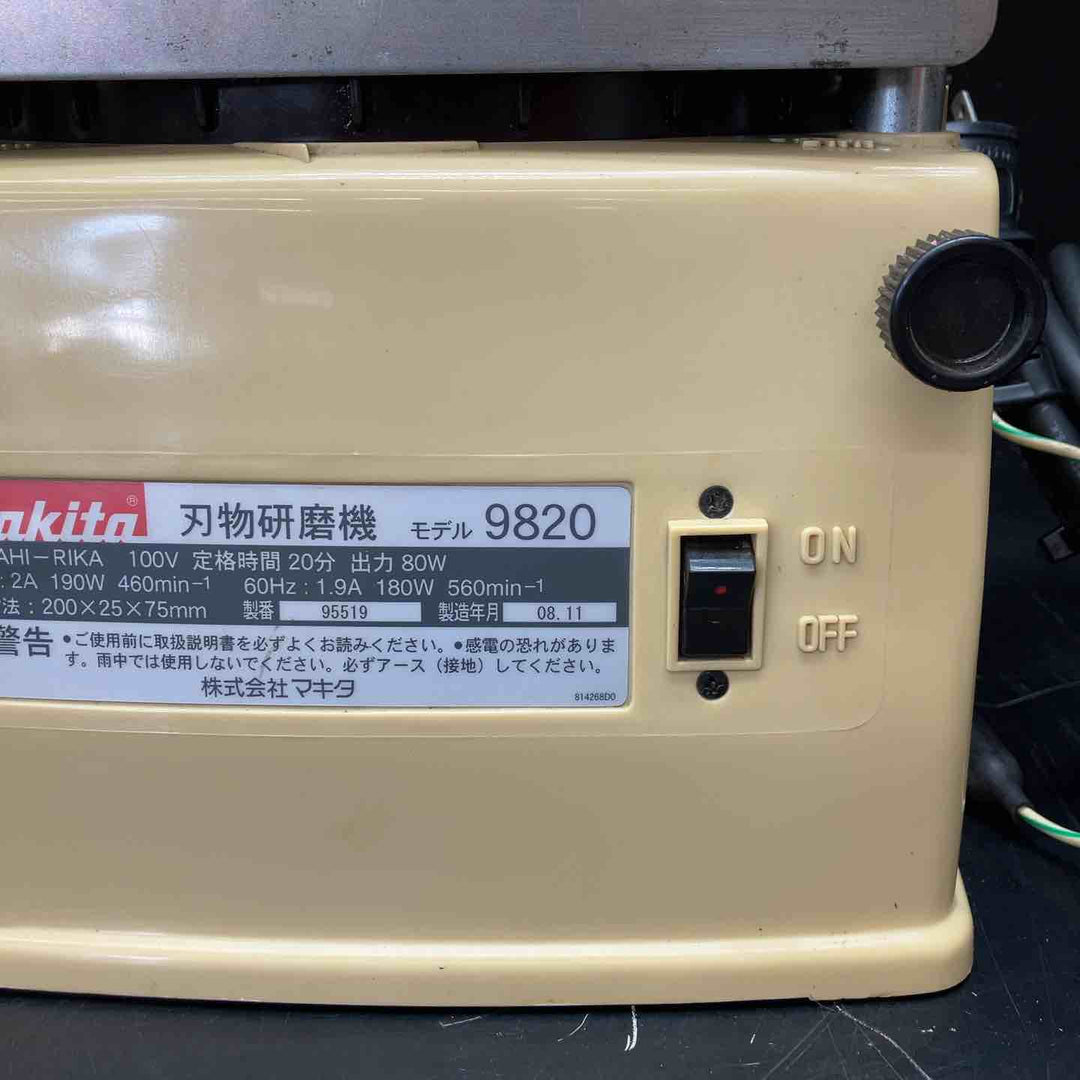 makita® 刃物研磨機 モデル 9820
AHI-RIKA 100V 定格時間 20分 出力 80W
: 2A 190W 460min-1 60Hz : 1.9A 180W 560min-1
法 : 200×25×75mm 製番 95519 製造年月 08.11
警告 •ご使用前に取扱説明書を必ずよくお読みください。•感電の恐れがありま
す。雨中では使用しないでください。必ずアース（接地）してください。
株式会社 マキタ 814268D0
ON
OFF